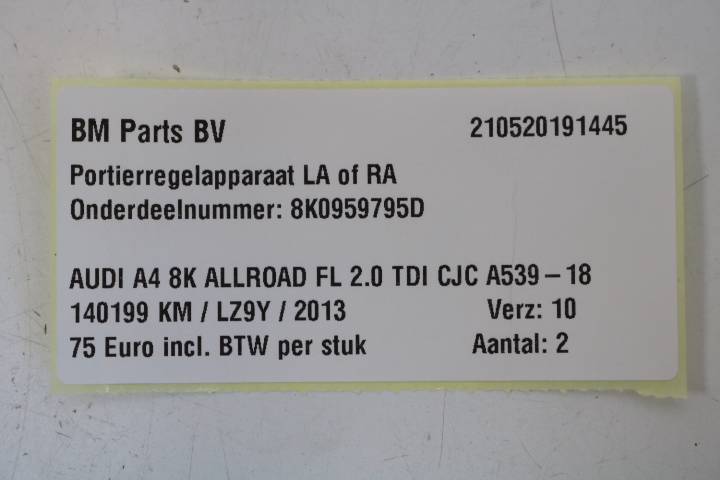 BM Parts BV 210520191445
Portierregelapparaat LA of RA
Onderdeelnummer: 8K0959795D
AUDI A4 8K ALLROAD FL 2.0 TDI CJC A539 – 18
140199 KM / LZ9Y / 2013 Verz: 10
75 Euro incl. BTW per stuk Aantal: 2